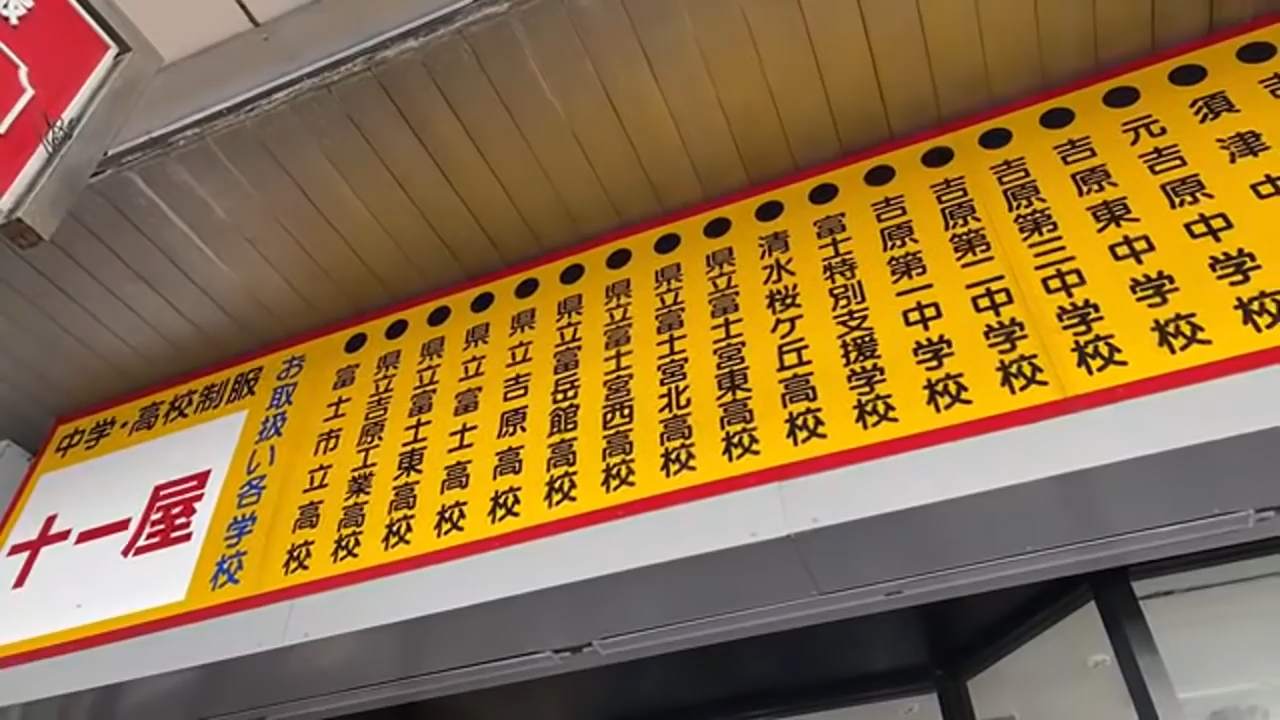 中学・高校制服
十一屋
お取扱い各学校
●富士市立高校
●県立吉原工業高校
●県立富士東高校
●県立富士高校
●県立吉原高校
●県立富岳館高校
●県立富士宮西高校
●県立富士宮北高校
●県立富士宮東高校
●清水桜ケ丘高校
●富士特別支援学校
●吉原第一中学校
●吉原第二中学校
●吉原第三中学校
●吉原東中学校
●元吉原中学校
●須津中